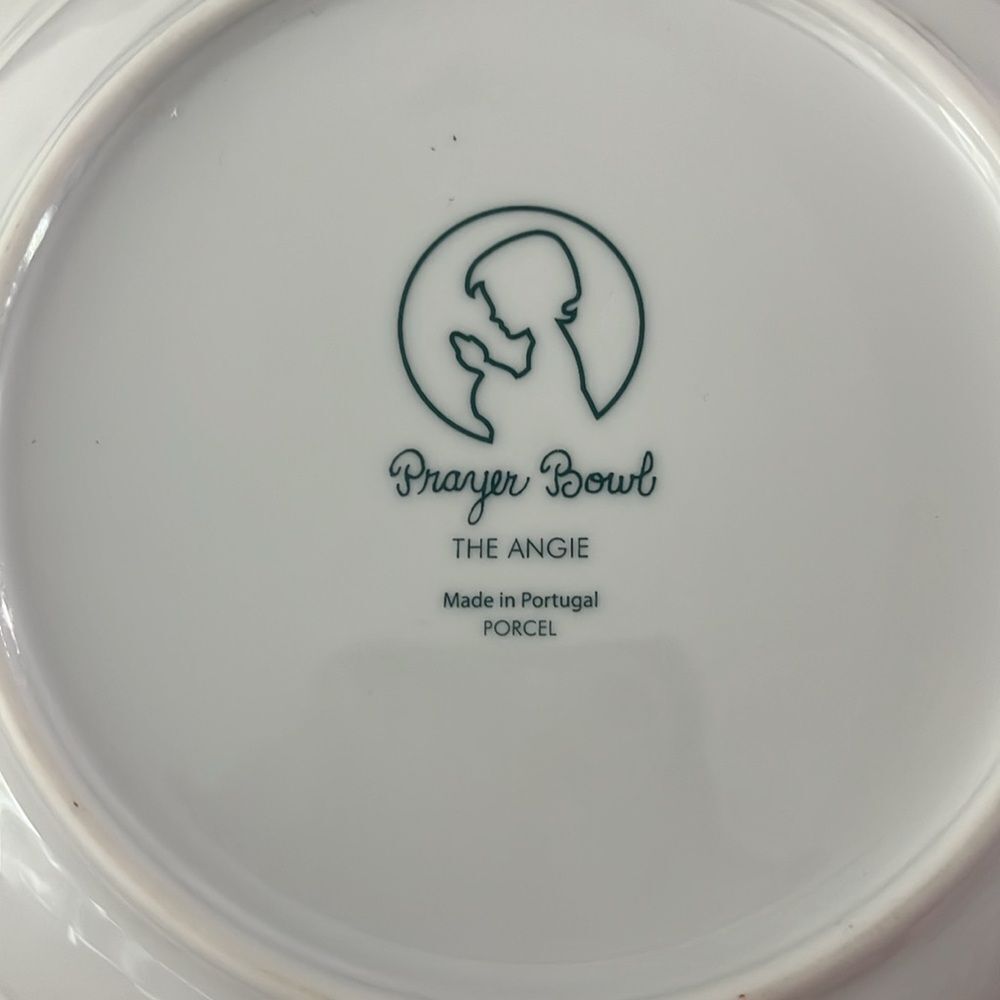 Prayer Bowl
THE ANGIE
Made in Portugal
PORCEL